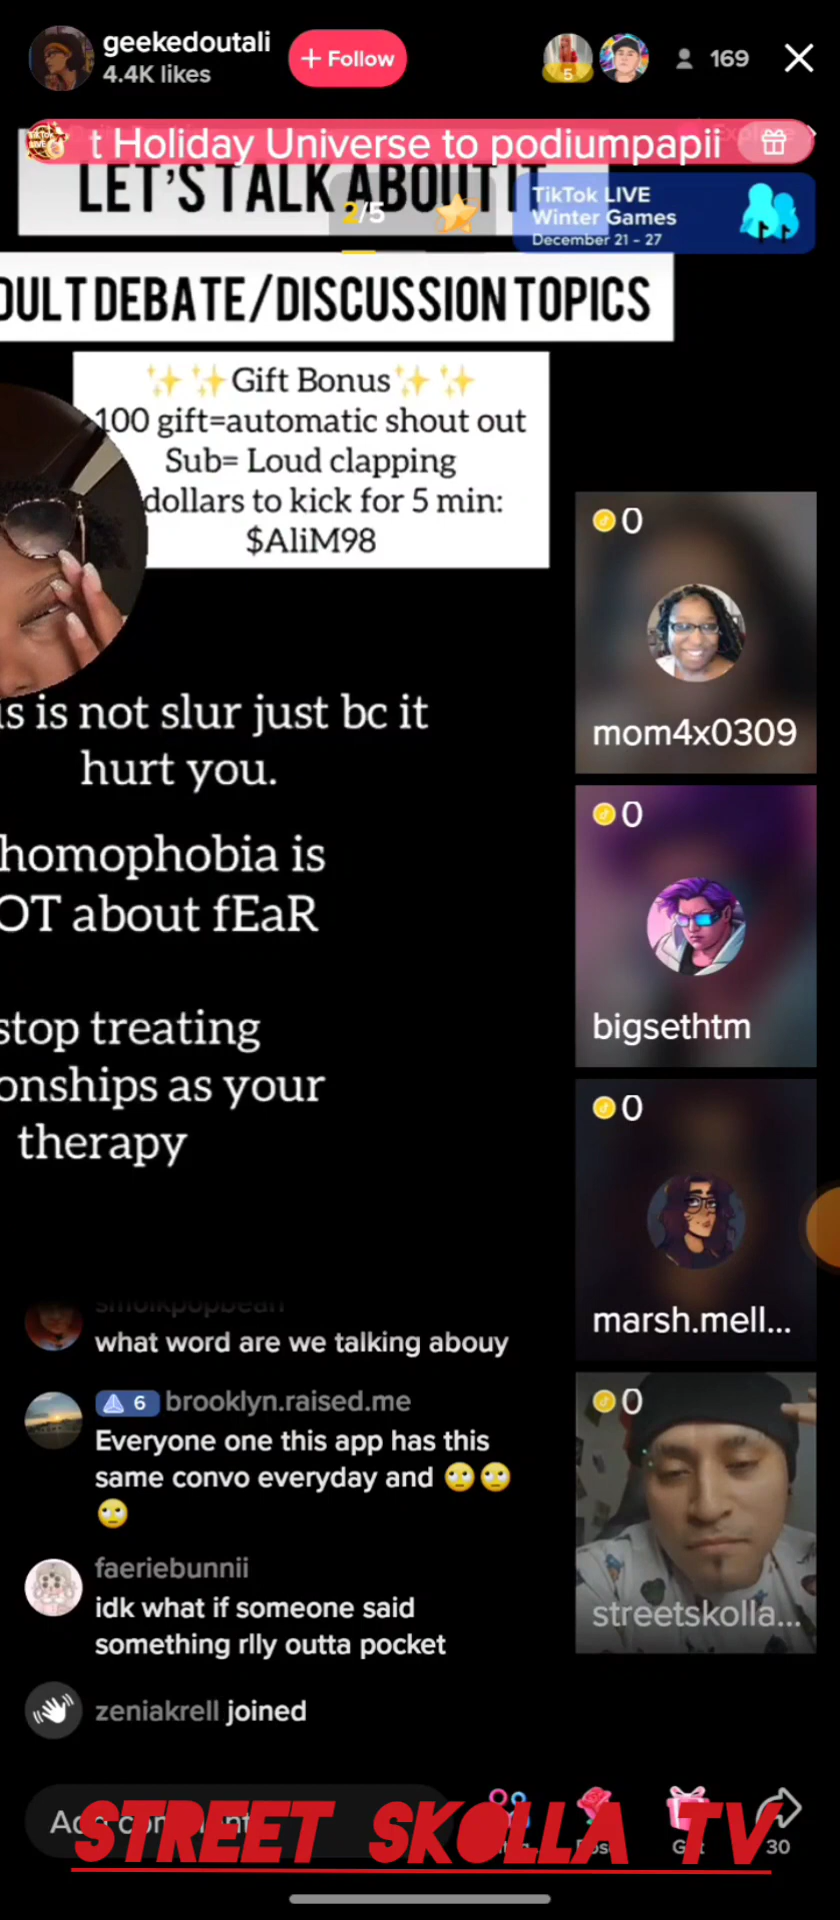 geekedoutali
4.4K likes
+ Follow
5
169
t Holiday Universe to podiumpapii
LET'S TALK ABOUT IT
2/5
TikTok LIVE
Winter Games
December 21 - 27
DULT DEBATE/DISCUSSION TOPICS
✨ ✨Gift Bonus✨ ✨
100 gift=automatic shout out
Sub= Loud clapping
dollars to kick for 5 min:
$AliM98
0
mom4x0309
is is not slur just bc it
hurt you.
homophobia is
OT about fEaR
0
bigsethtm
stop treating
onships as your
therapy
0
marsh.mell...
smolkpopbean
what word are we talking abouy
6 brooklyn.raised.me
Everyone one this app has this
same convo everyday and 🙄🙄
🙄
0
streetskolla...
faeriebunnii
idk what if someone said
something rlly outta pocket
zeniakrell joined
STREET SKOLLA TV
30